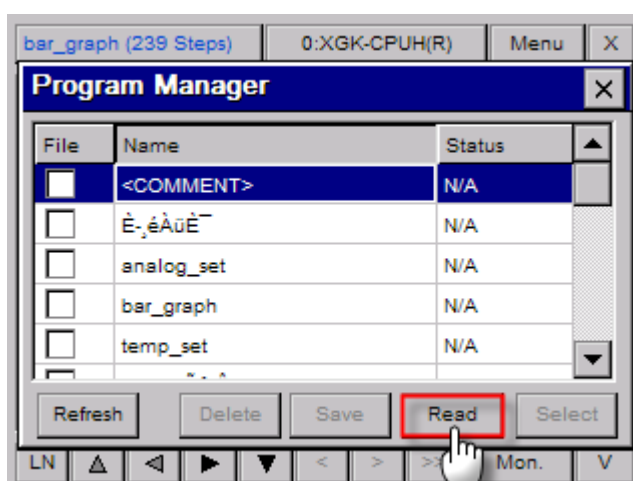 bar_graph (239 Steps) 0:XGK-CPUH(R) Menu X
Program Manager
File Name Status
<COMMENT> N/A
È-¸éÀüÈ¯ N/A
analog_set N/A
bar_graph N/A
temp_set N/A
Refresh Delete Save Read Select
LN < > Mon. V